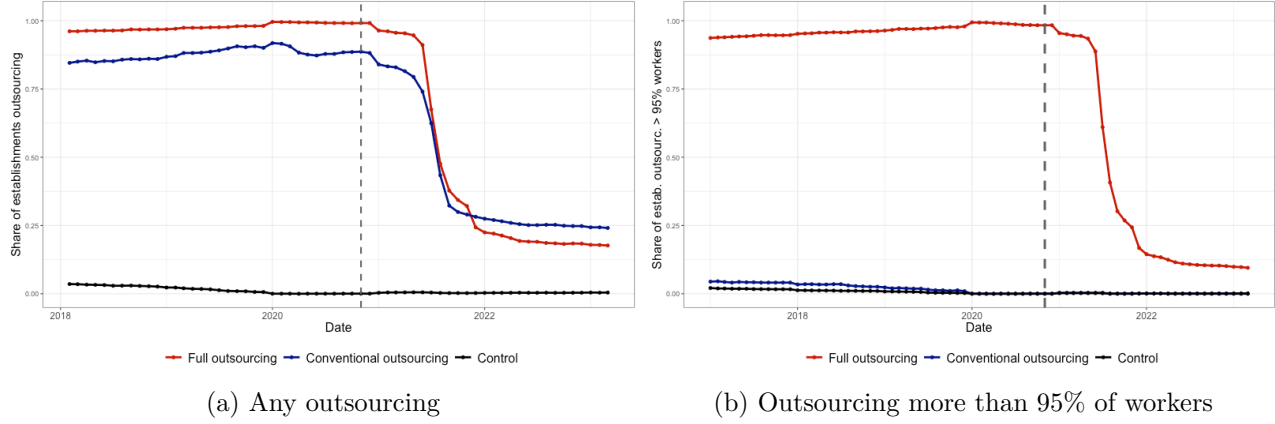 Share of establishments outsourcing
1.00
0.75
0.50
0.25
0.00
2018
2020
2022
Date
Full outsourcing
Conventional outsourcing
Control
(a) Any outsourcing
Share of estab. outsourc. > 95% workers
1.00
0.75
0.50
0.25
0.00
2018
2020
2022
Date
Full outsourcing
Conventional outsourcing
Control
(b) Outsourcing more than 95% of workers